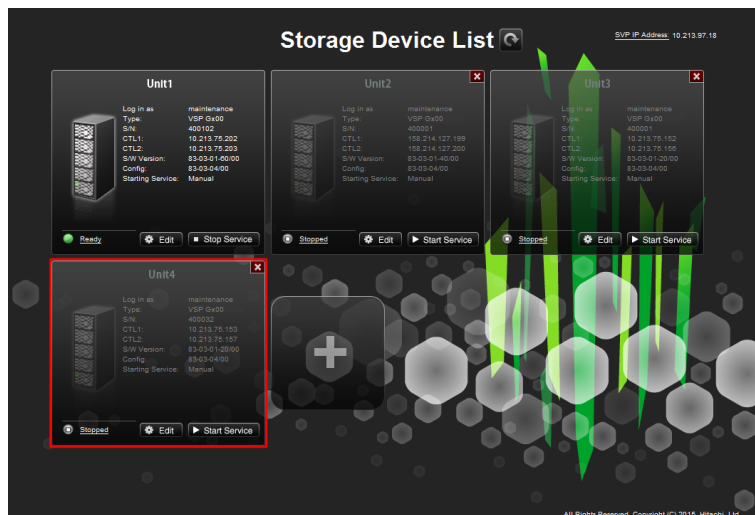 Storage Device List
SVP IP Address: 10.213.97.18
Unit1
Log in as maintenance
Type: VSP Gx00
S/N: 400102
CTL1: 10.213.75.202
CTL2: 10.213.75.203
S/W Version: 83-03-01-60/00
Config: 83-03-04/00
Starting Service: Manual
Ready Edit Stop Service
Unit2
Log in as maintenance
Type: VSP Gx00
S/N: 400001
CTL1: 158.214.127.199
CTL2: 158.214.127.200
S/W Version: 83-03-01-40/00
Config: 83-03-04/00
Starting Service: Manual
Stopped Edit Start Service
Unit3
Log in as maintenance
Type: VSP Gx00
S/N: 400001
CTL1: 10.213.75.152
CTL2: 10.213.75.156
S/W Version: 83-03-01-20/00
Config: 83-03-04/00
Starting Service: Manual
Stopped Edit Start Service
Unit4
Log in as maintenance
Type: VSP Gx00
S/N: 400032
CTL1: 10.213.75.153
CTL2: 10.213.75.157
S/W Version: 83-03-01-20/00
Config: 83-03-04/00
Starting Service: Manual
Stopped Edit Start Service
All Rights Reserved. Copyright (C) 2015, Hitachi, Ltd.